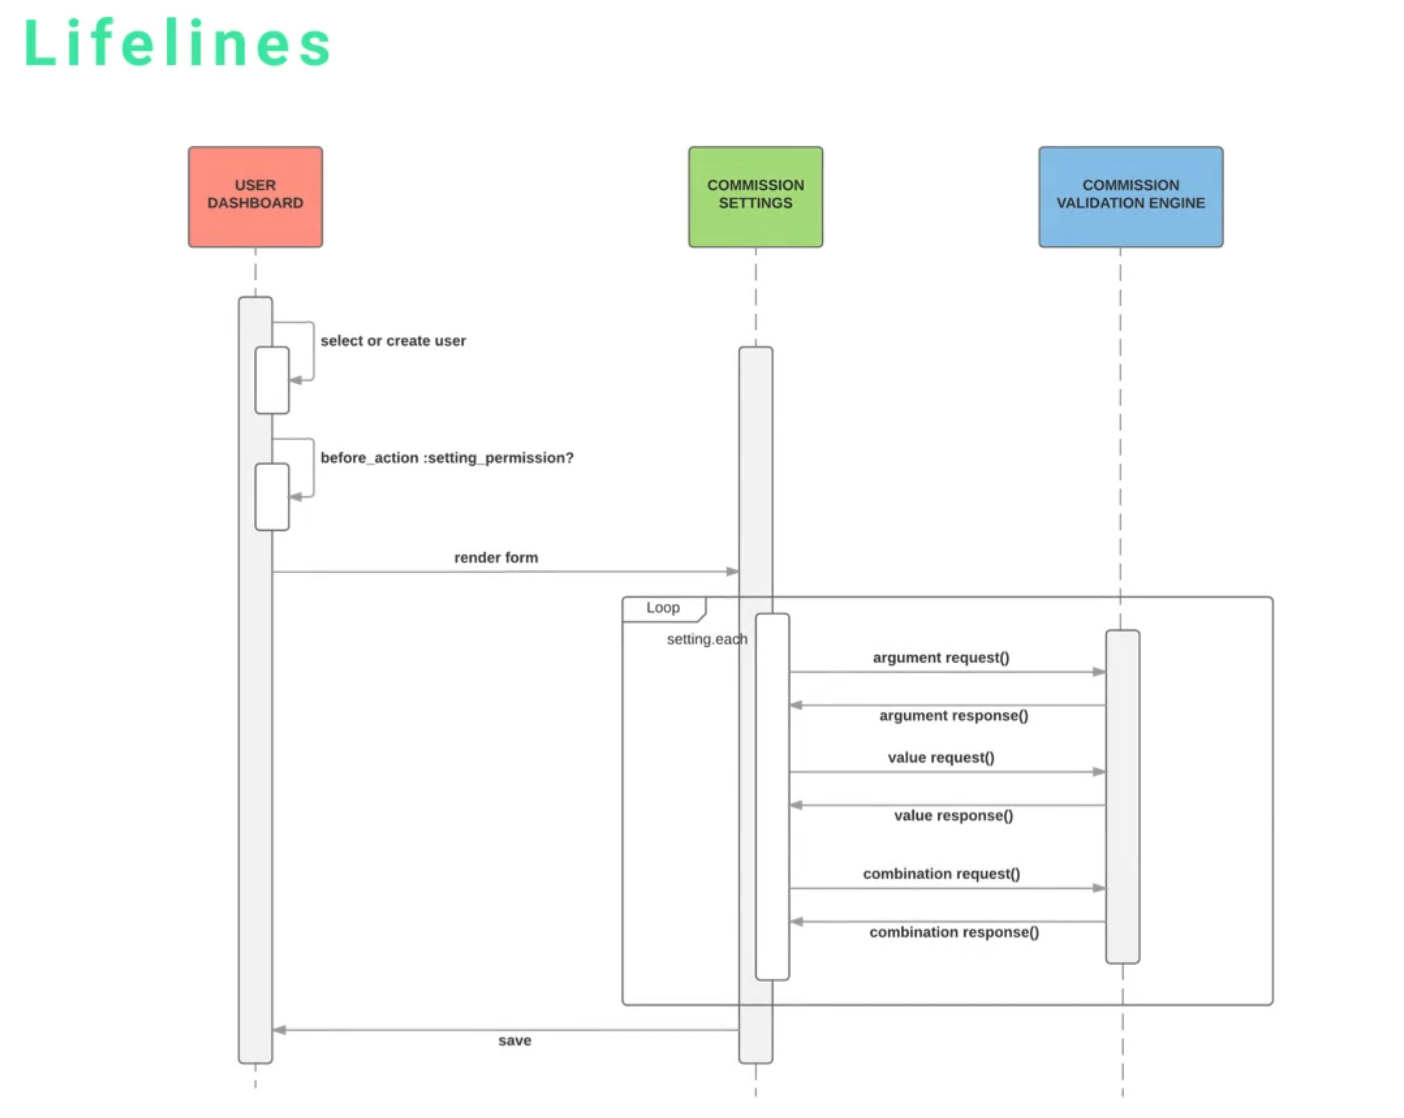 Lifelines
USER
DASHBOARD
COMMISSION
SETTINGS
COMMISSION
VALIDATION ENGINE
select or create user
before_action :setting_permission?
render form
Loop
setting.each
argument request()
argument response()
value request()
value response()
combination request()
combination response()
save